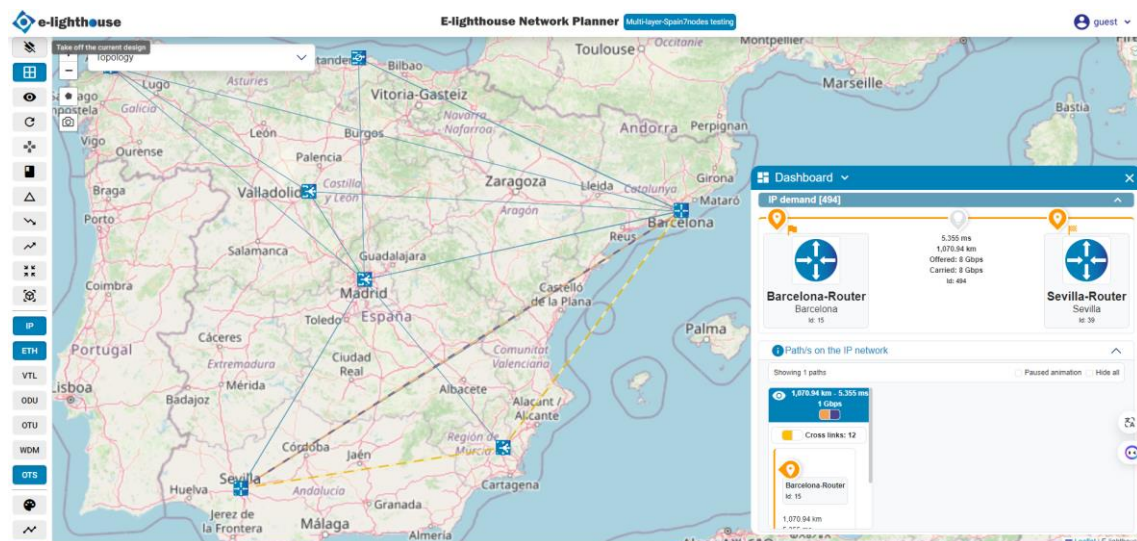 e-lighthouse
E-lighthouse Network Planner
Multi-layer-Spain7nodes testing
guest
Take off the current design
Topology
Toulouse
Occitanie
Montpellier
Marseille
Bastia
Bilbao
Lugo
Asturies
Vitoria-Gasteiz
Galicia
Navarra
Nafarroa
Andorra
Perpignan
Vigo
Ourense
León
Burgos
Palencia
Braga
Valladolid
Castilla
y León
Zaragoza
Lleida
Catalunya
Girona
Mataró
Barcelona
Reus
Aragón
Porto
Salamanca
Guadalajara
Madrid
Castelló
de la Plana
Coimbra
Toledo
España
Palma
Cáceres
Portugal
Extremadura
Ciudad
Real
Comunitat
Valenciana
Lisboa
Mérida
Badajoz
Albacete
Alacant /
Alicante
Región de
Murcia
Córdoba
Jaén
Sevilla
Huelva
Andalucía
Cartagena
Granada
Jerez de
la Frontera
Málaga
Almería
IP
ETH
VTL
ODU
OTU
WDM
OTS
Dashboard
IP demand [494]
5.355 ms
1,070.94 km
Offered: 8 Gbps
Carried: 8 Gbps
Id: 494
Barcelona-Router
Barcelona
Id: 15
Sevilla-Router
Sevilla
Id: 39
Path/s on the IP network
Showing 1 paths
Paused animation
Hide all
1,070.94 km - 5.355 ms
1 Gbps
Cross links: 12
Barcelona-Router
Id: 15
1,070.94 km